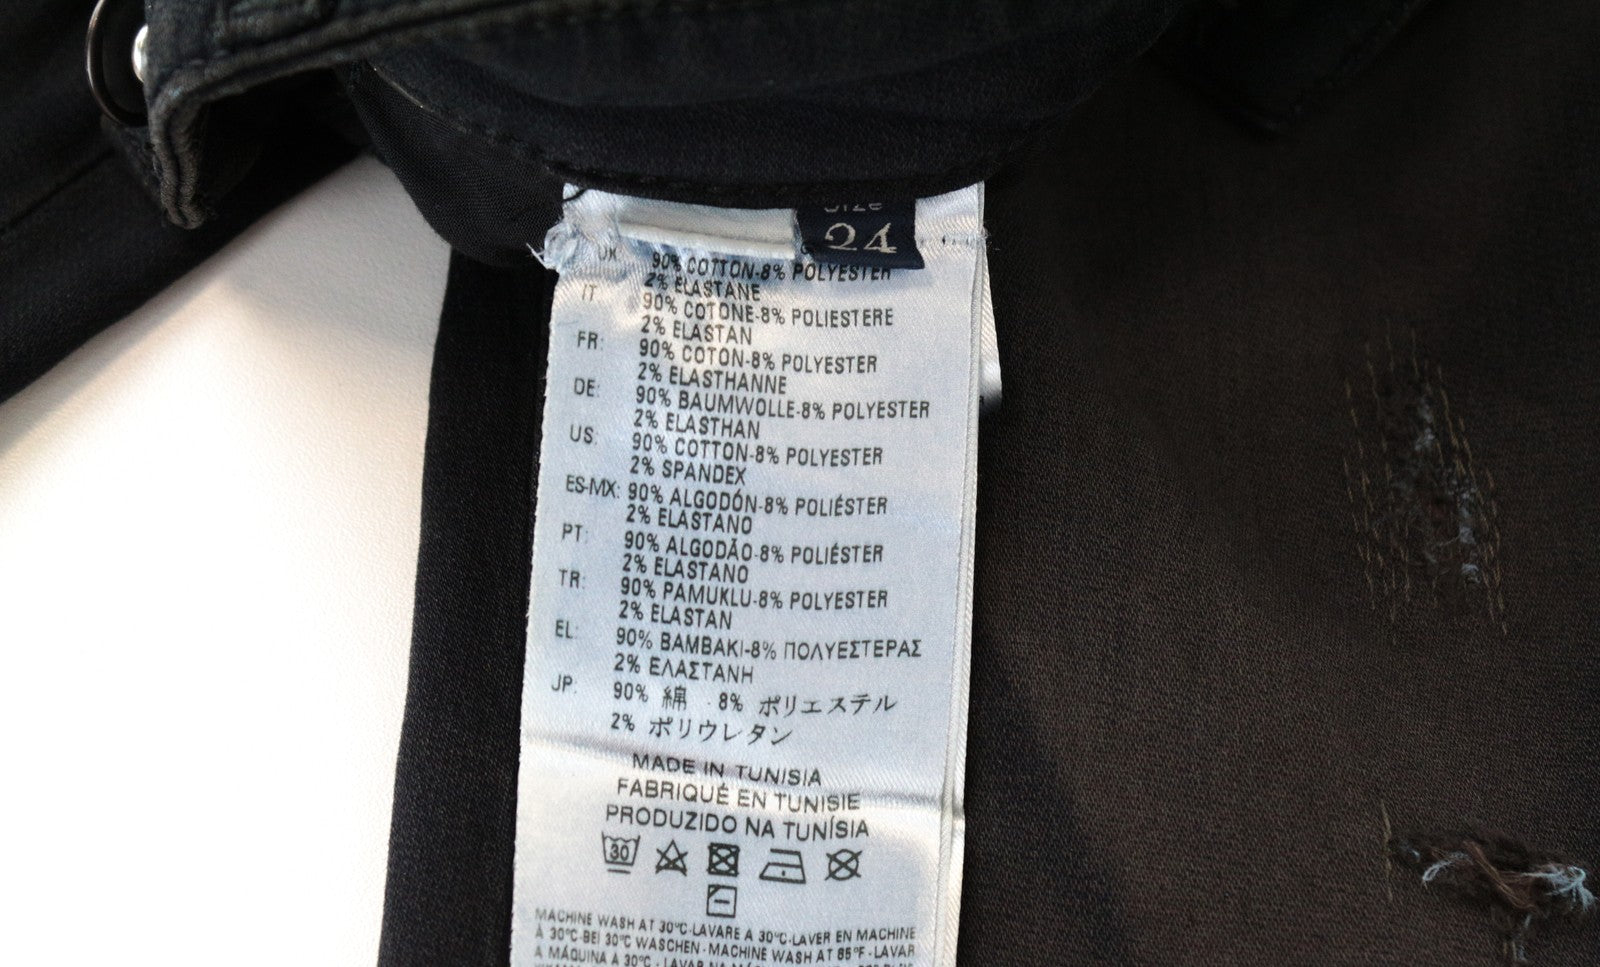 Size
24
UK
90% COTTON-8% POLYESTER
2% ELASTANE
IT
90% COTONE-8% POLIESTERE
2% ELASTAN
FR:
90% COTON-8% POLYESTER
2% ELASTHANNE
DE:
90% BAUMWOLLE-8% POLYESTER
2% ELASTHAN
US:
90% COTTON-8% POLYESTER
2% SPANDEX
ES-MX:
90% ALGODÓN-8% POLIÉSTER
2% ELASTANO
PT:
90% ALGODÃO-8% POLIÉSTER
2% ELASTANO
TR:
90% PAMUKLU-8% POLYESTER
2% ELASTAN
EL:
90% BAMBAKI-8% ΠΟΛΥΕΣΤΕΡΑΣ
2% ΕΛΑΣΤΑΝΗ
JP:
90% 綿 - 8% ポリエステル
2% ポリウレタン
MADE IN TUNISIA
FABRIQUÉ EN TUNISIE
PRODUZIDO NA TUNÍSIA
30
MACHINE WASH AT 30°C-LAVARE A 30°C-LAVER EN MACHINE
À 30°C-BEI 30°C WASCHEN - MACHINE WASH AT 85°F - LAVAR
A MÁQUINA A 30°C - LAVAR NA